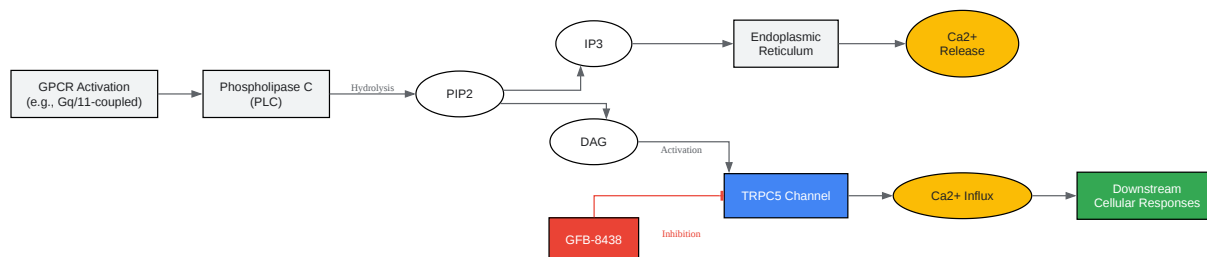 IP3
Endoplasmic
Reticulum
Ca2+
Release
GPCR Activation
(e.g., Gq/11-coupled)
Phospholipase C
(PLC)
Hydrolysis
PIP2
DAG
Activation
TRPC5 Channel
Ca2+ Influx
Downstream
Cellular Responses
GFB-8438
Inhibition